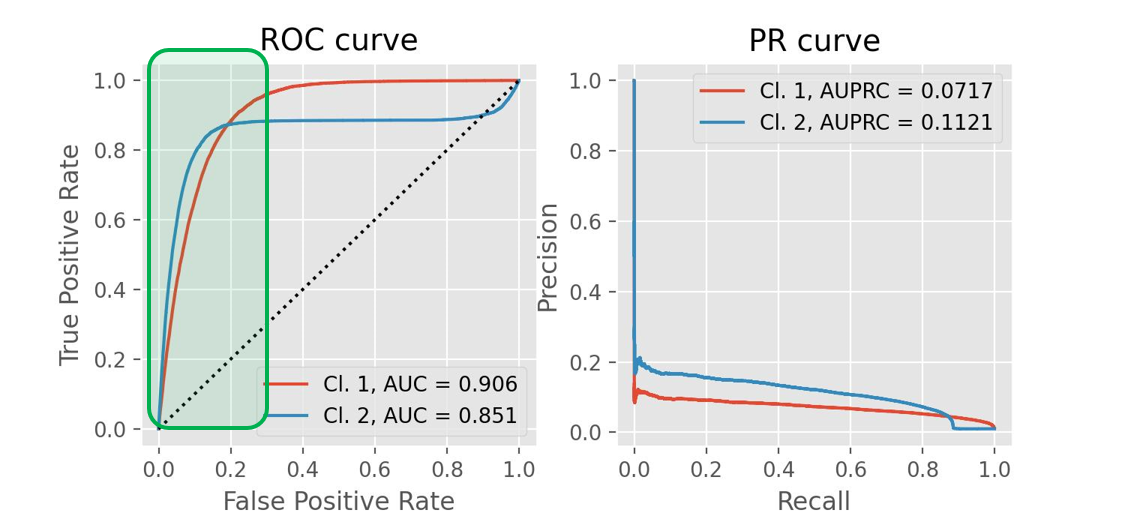 ROC curve
1.0
0.8
0.6
0.4
0.2
0.0
True Positive Rate
Cl. 1, AUC = 0.906
Cl. 2, AUC = 0.851
0.0 0.2 0.4 0.6 0.8 1.0
False Positive Rate
PR curve
1.0
0.8
0.6
0.4
0.2
0.0
Precision
Cl. 1, AUPRC = 0.0717
Cl. 2, AUPRC = 0.1121
0.0 0.2 0.4 0.6 0.8 1.0
Recall